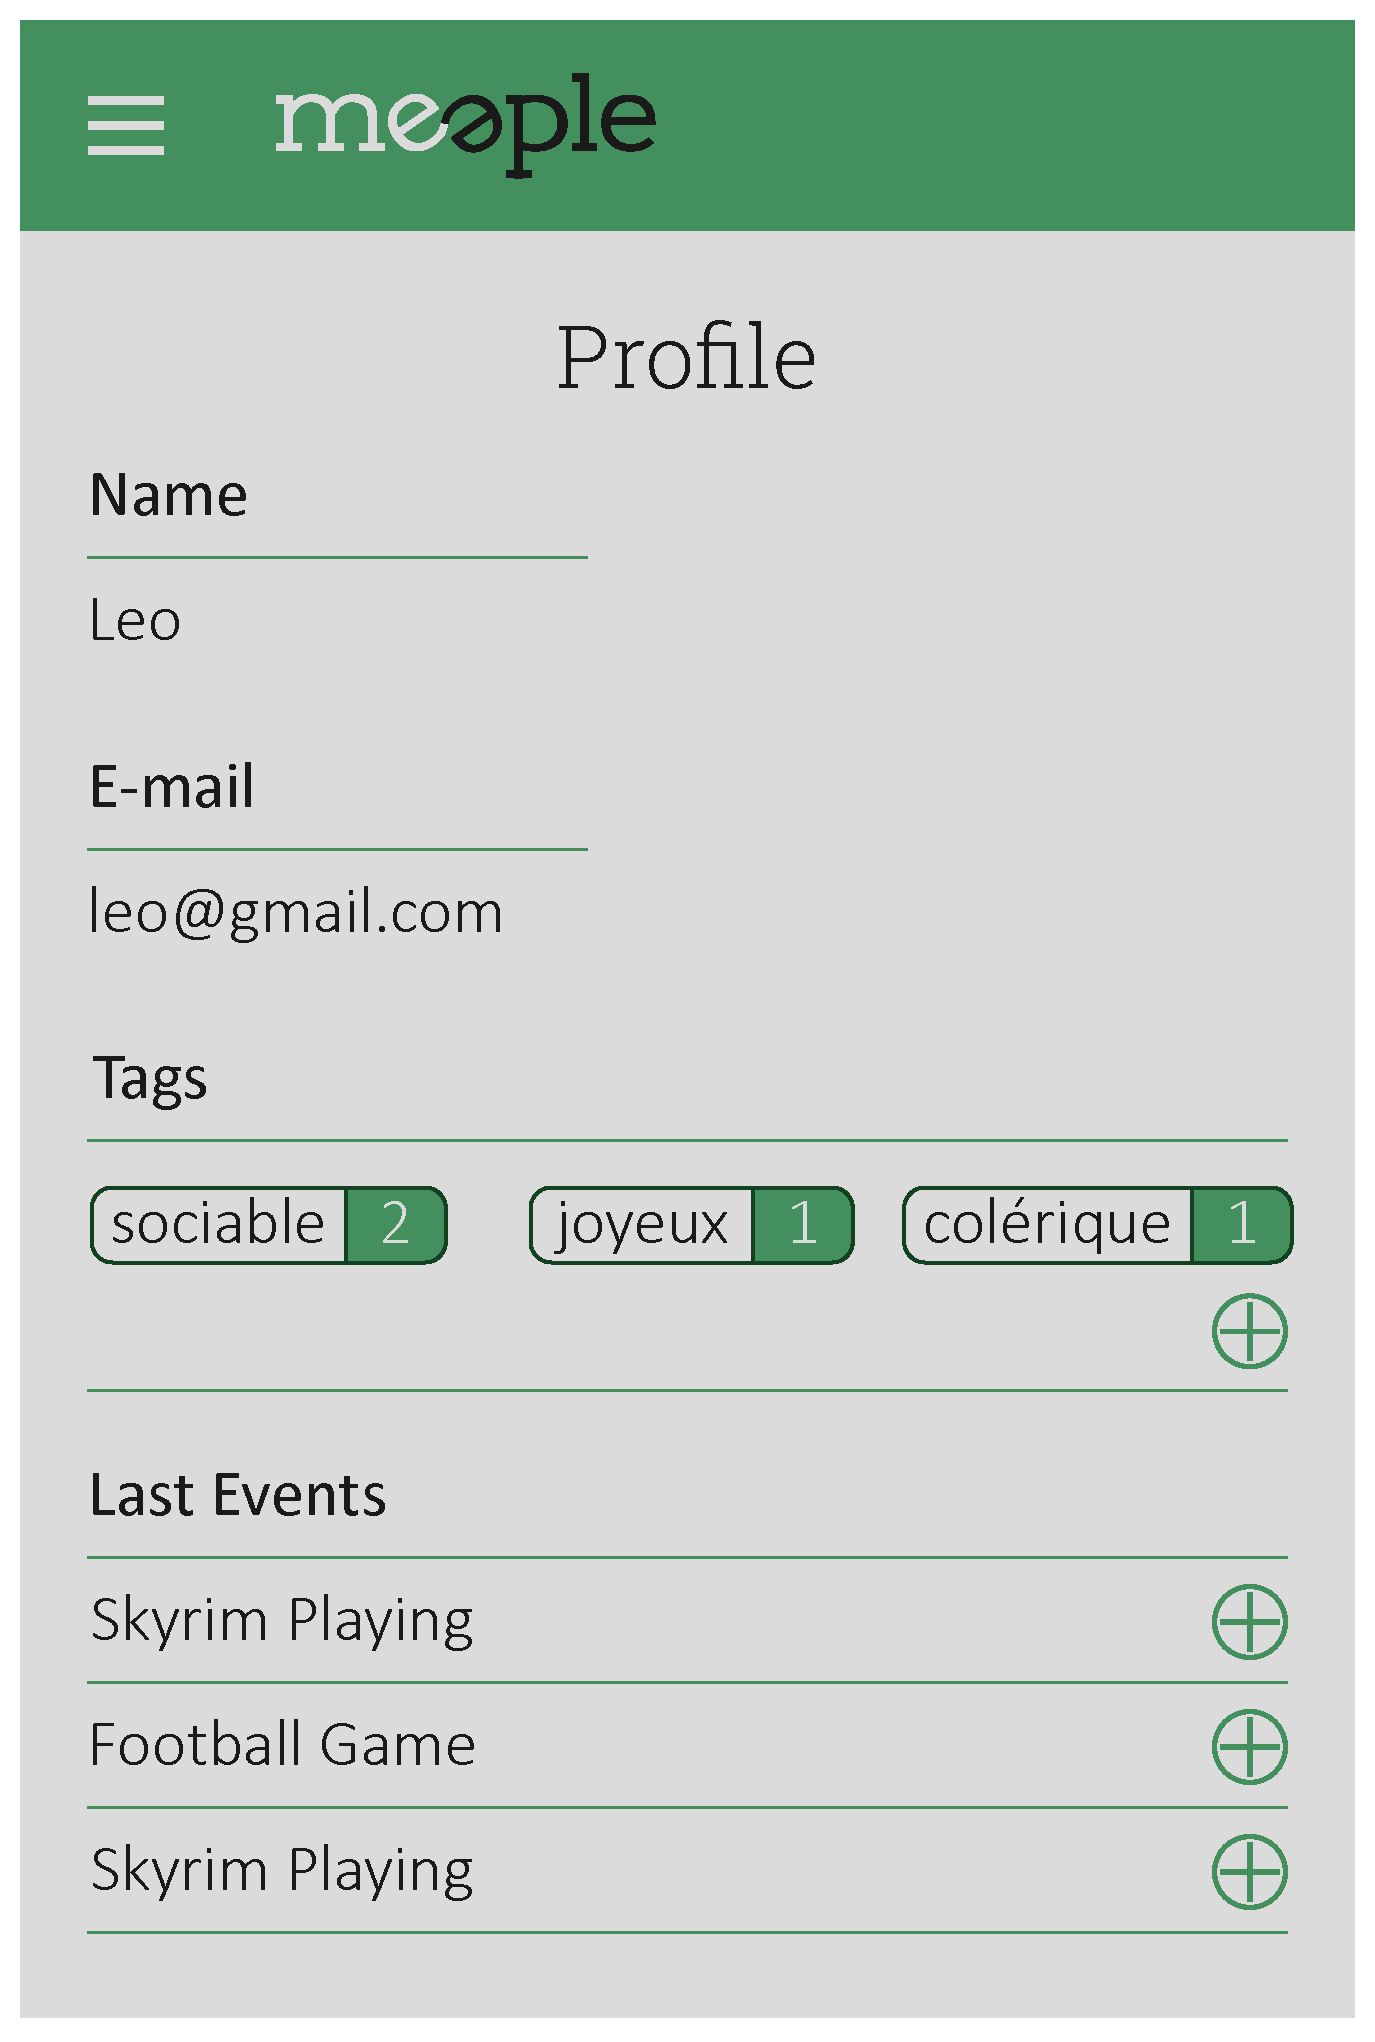 meeple
Profile
Name
Leo
E-mail
leo@gmail.com
Tags
sociable 2 joyeux 1 colérique 1
Last Events
Skyrim Playing
Football Game
Skyrim Playing